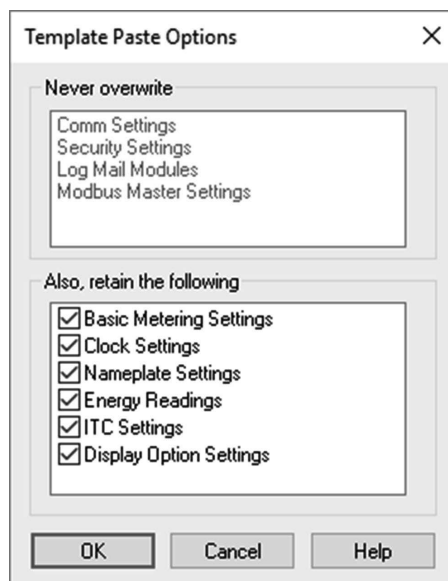 Template Paste Options
Never overwrite
Comm Settings
Security Settings
Log Mail Modules
Modbus Master Settings
Also, retain the following
Basic Metering Settings
Clock Settings
Nameplate Settings
Energy Readings
ITC Settings
Display Option Settings
OK Cancel Help